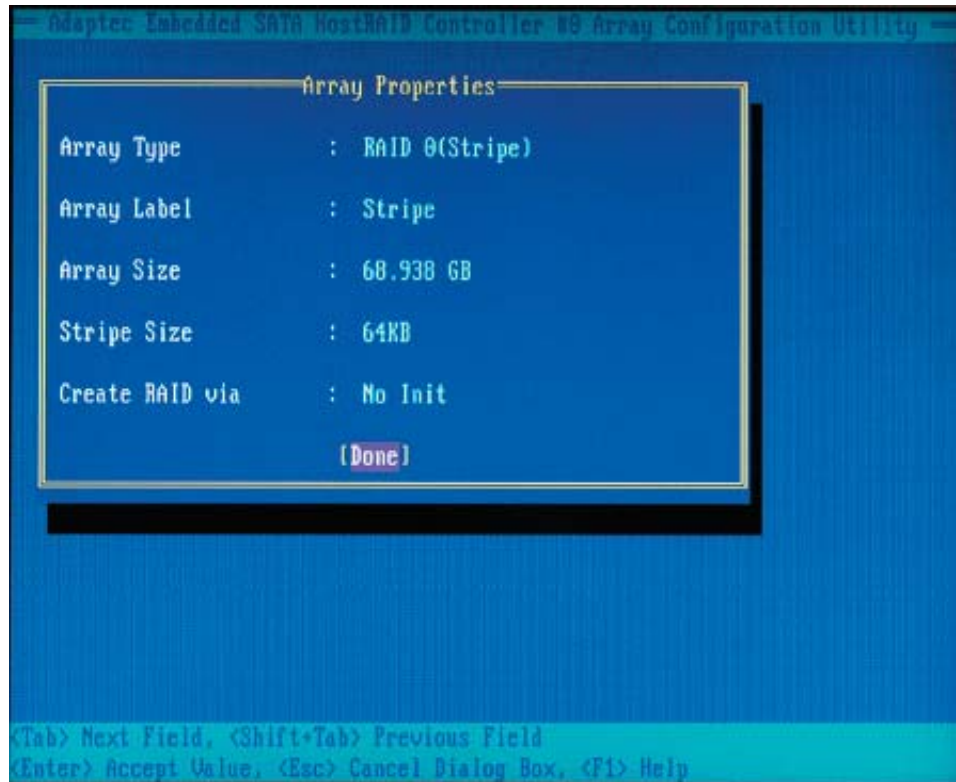 Adaptec Embedded SATA HostRAID Controller #0 Array Configuration Utility
Array Properties
Array Type : RAID 0(Stripe)
Array Label : Stripe
Array Size : 68.938 GB
Stripe Size : 64KB
Create RAID via : No Init
[Done]
<Tab> Next Field, <Shift+Tab> Previous Field
<Enter> Accept Value, <Esc> Cancel Dialog Box, <F1> Help